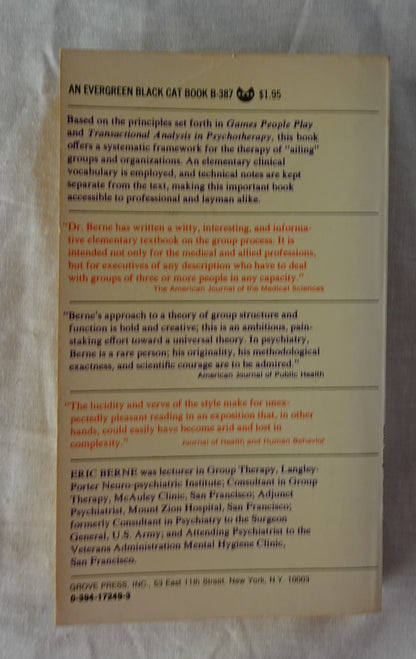 AN EVERGREEN BLACK CAT BOOK B-387 $1.95
Based on the principles set forth in Games People Play
and Transactional Analysis in Psychotherapy, this book
offers a systematic framework for the therapy of "ailing"
groups and organizations. An elementary clinical
vocabulary is employed, and technical notes are kept
separate from the text, making this important book
accessible to professional and layman alike.
"Dr. Berne has written a witty, interesting, and informa-
tive elementary textbook on the group process. It is
intended not only for the medical and allied professions,
but for executives of any description who have to deal
with groups of three or more people in any capacity."
The American Journal of the Medical Sciences
"Berne's approach to a theory of group structure and
function is bold and creative; this is an ambitious, pain-
staking effort toward a universal theory. In psychiatry,
Berne is a rare person; his originality, his methodological
exactness, and scientific courage are to be admired."
American Journal of Public Health
"The lucidity and verve of the style make for unex-
pectedly pleasant reading in an exposition that, in other
hands, could easily have become arid and lost in
complexity." Journal of Health and Human Behavior
ERIC BERNE was lecturer in Group Therapy, Langley-
Porter Neuro-psychiatric Institute; Consultant in Group
Therapy, McAuley Clinic, San Francisco; Adjunct
Psychiatrist, Mount Zion Hospital, San Francisco;
formerly Consultant in Psychiatry to the Surgeon
General, U.S. Army; and Attending Psychiatrist to the
Veterans Administration Mental Hygiene Clinic,
San Francisco.
GROVE PRESS, INC., 53 East 11th Street, New York, N.Y. 10003
0-394-17249-3